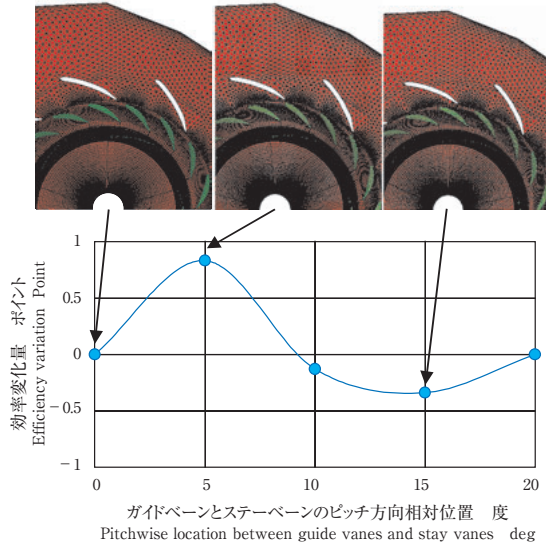 1
0.5
0
−0.5
−1
効率変化量 ポイント
Efficiency variation Point
0 5 10 15 20
ガイドベーンとステーベーンのピッチ方向相対位置 度
Pitchwise location between guide vanes and stay vanes deg